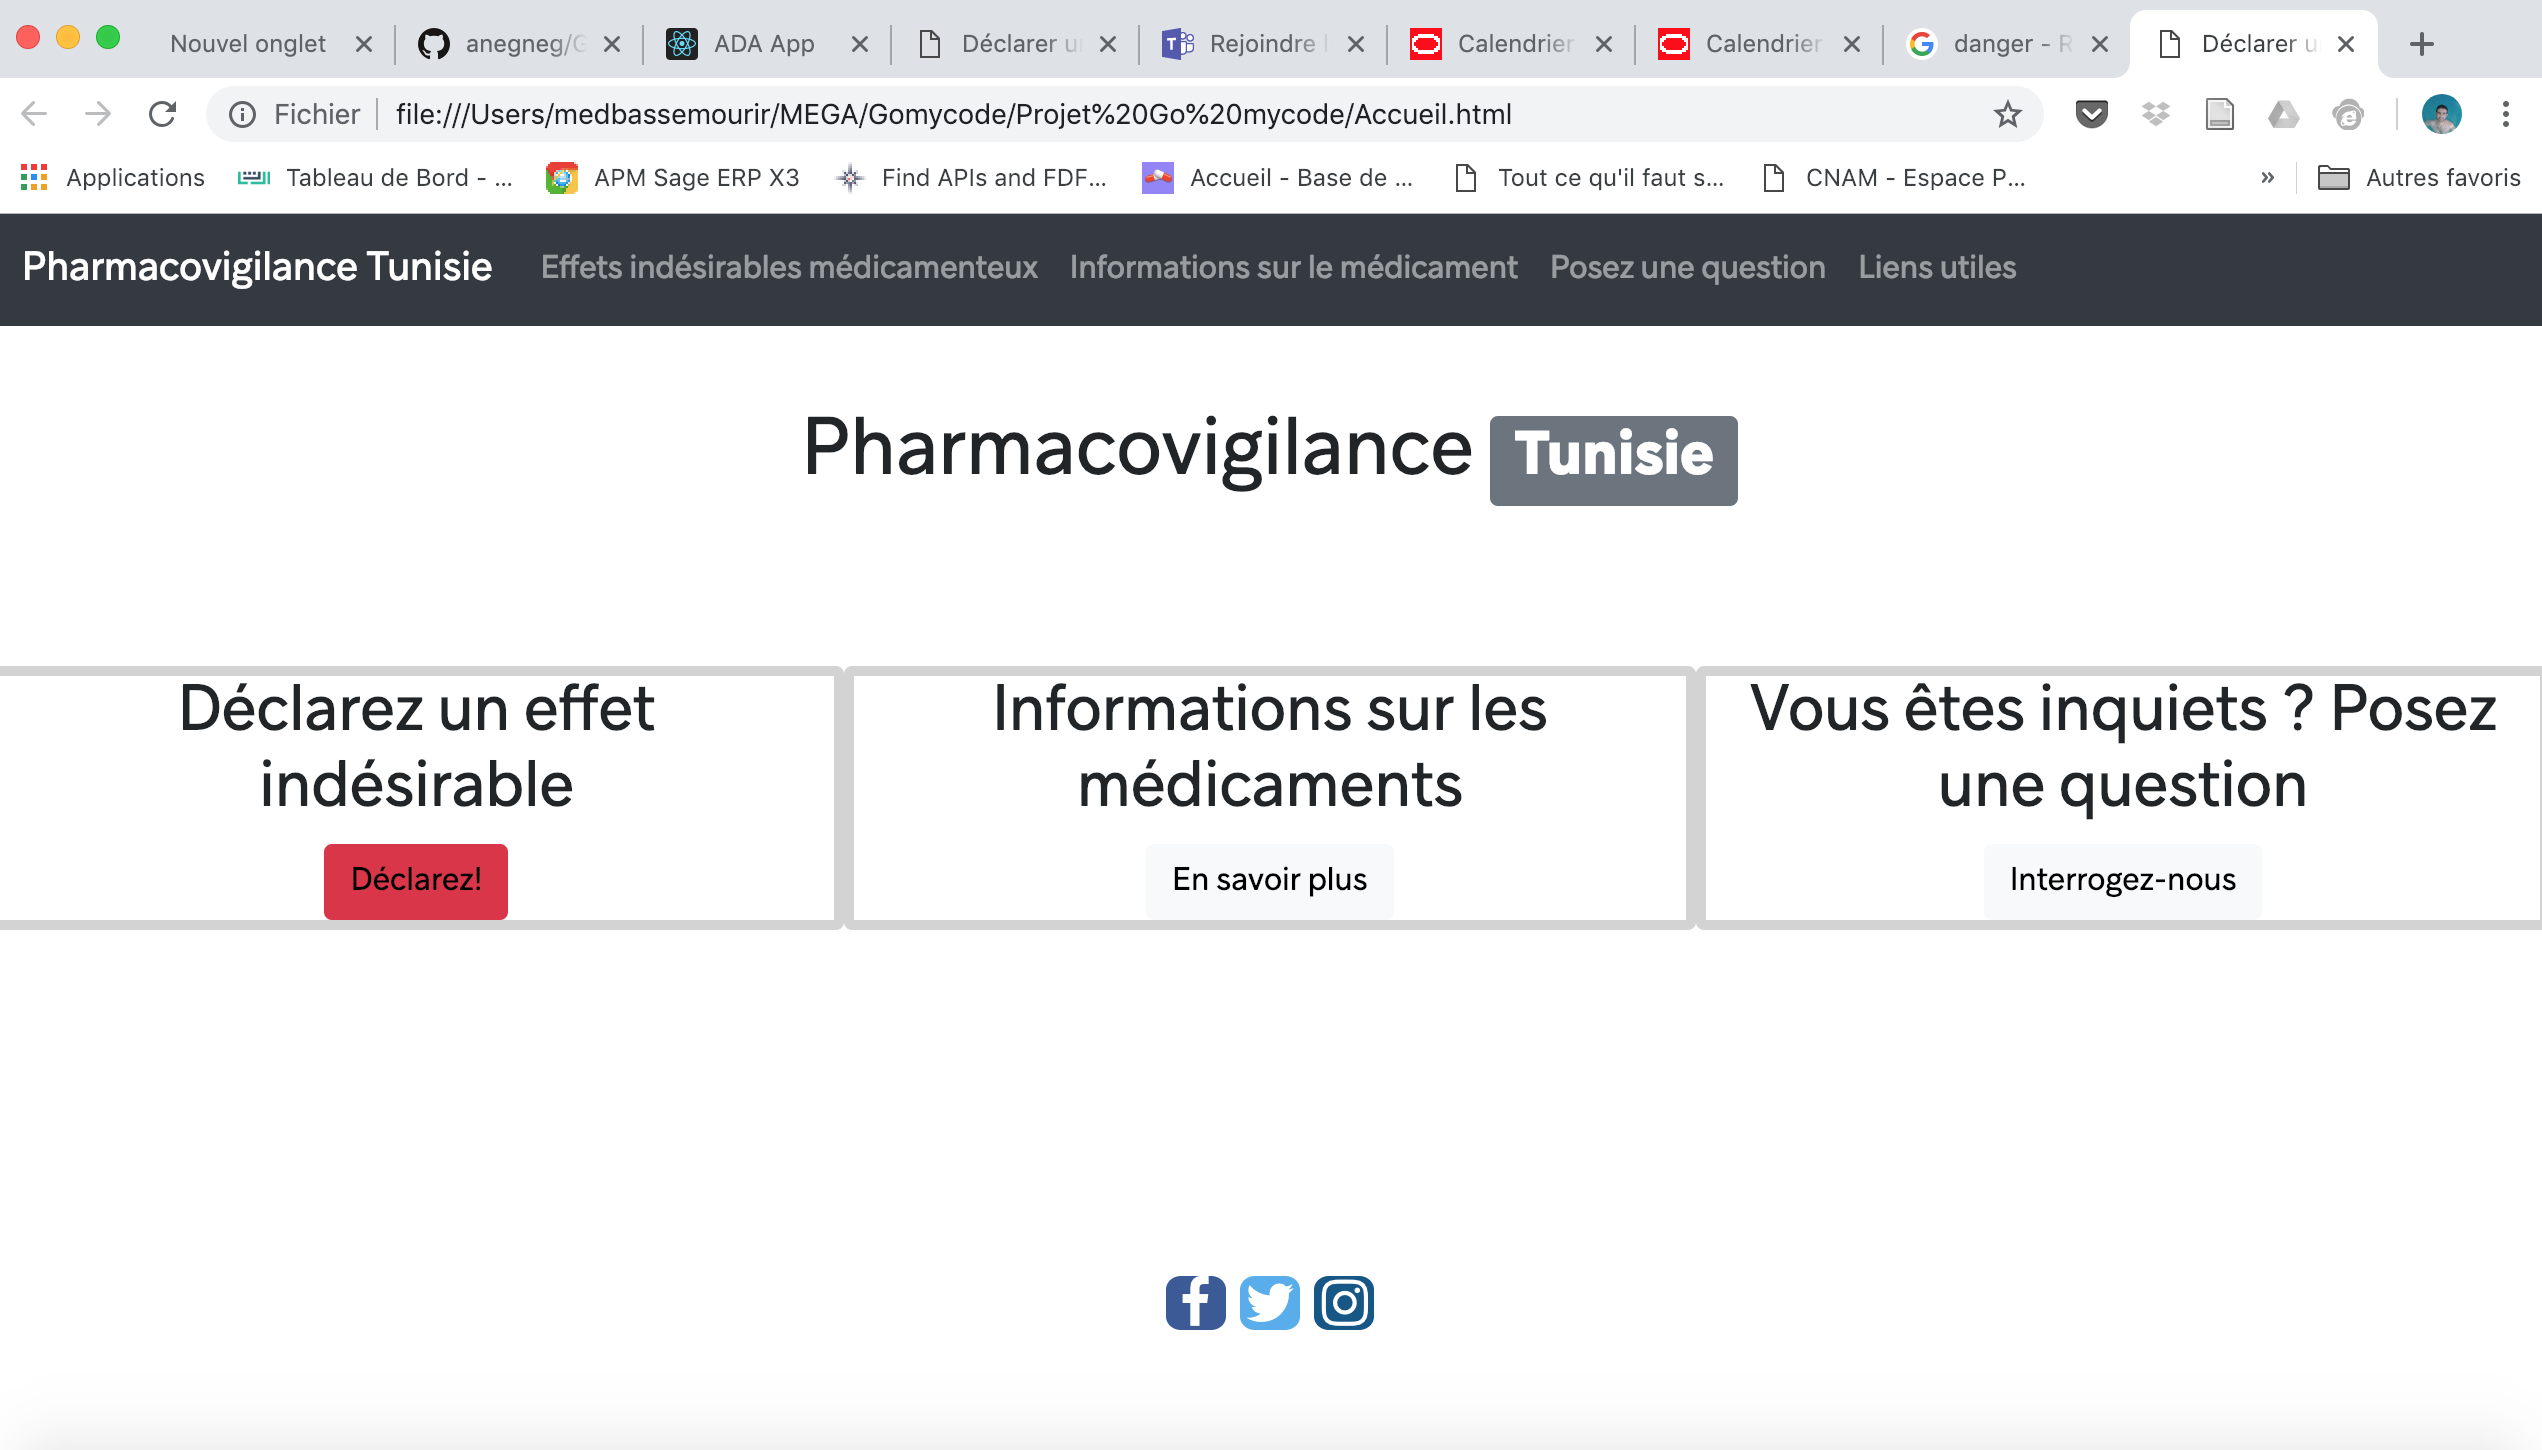 Nouvel onglet
anegneg/G
ADA App
Déclarer u
Rejoindre
Calendrier
Calendrier
danger - R
Déclarer u
Fichier
file:///Users/medbassemourir/MEGA/Gomycode/Projet%20Go%20mycode/Accueil.html
Applications
Tableau de Bord - ...
APM Sage ERP X3
Find APIs and FDF...
Accueil - Base de ...
Tout ce qu'il faut s...
CNAM - Espace P...
»
Autres favoris
Pharmacovigilance Tunisie
Effets indésirables médicamenteux
Informations sur le médicament
Posez une question
Liens utiles
Pharmacovigilance Tunisie
Déclarez un effet
indésirable
Déclarez!
Informations sur les
médicaments
En savoir plus
Vous êtes inquiets ? Posez
une question
Interrogez-nous